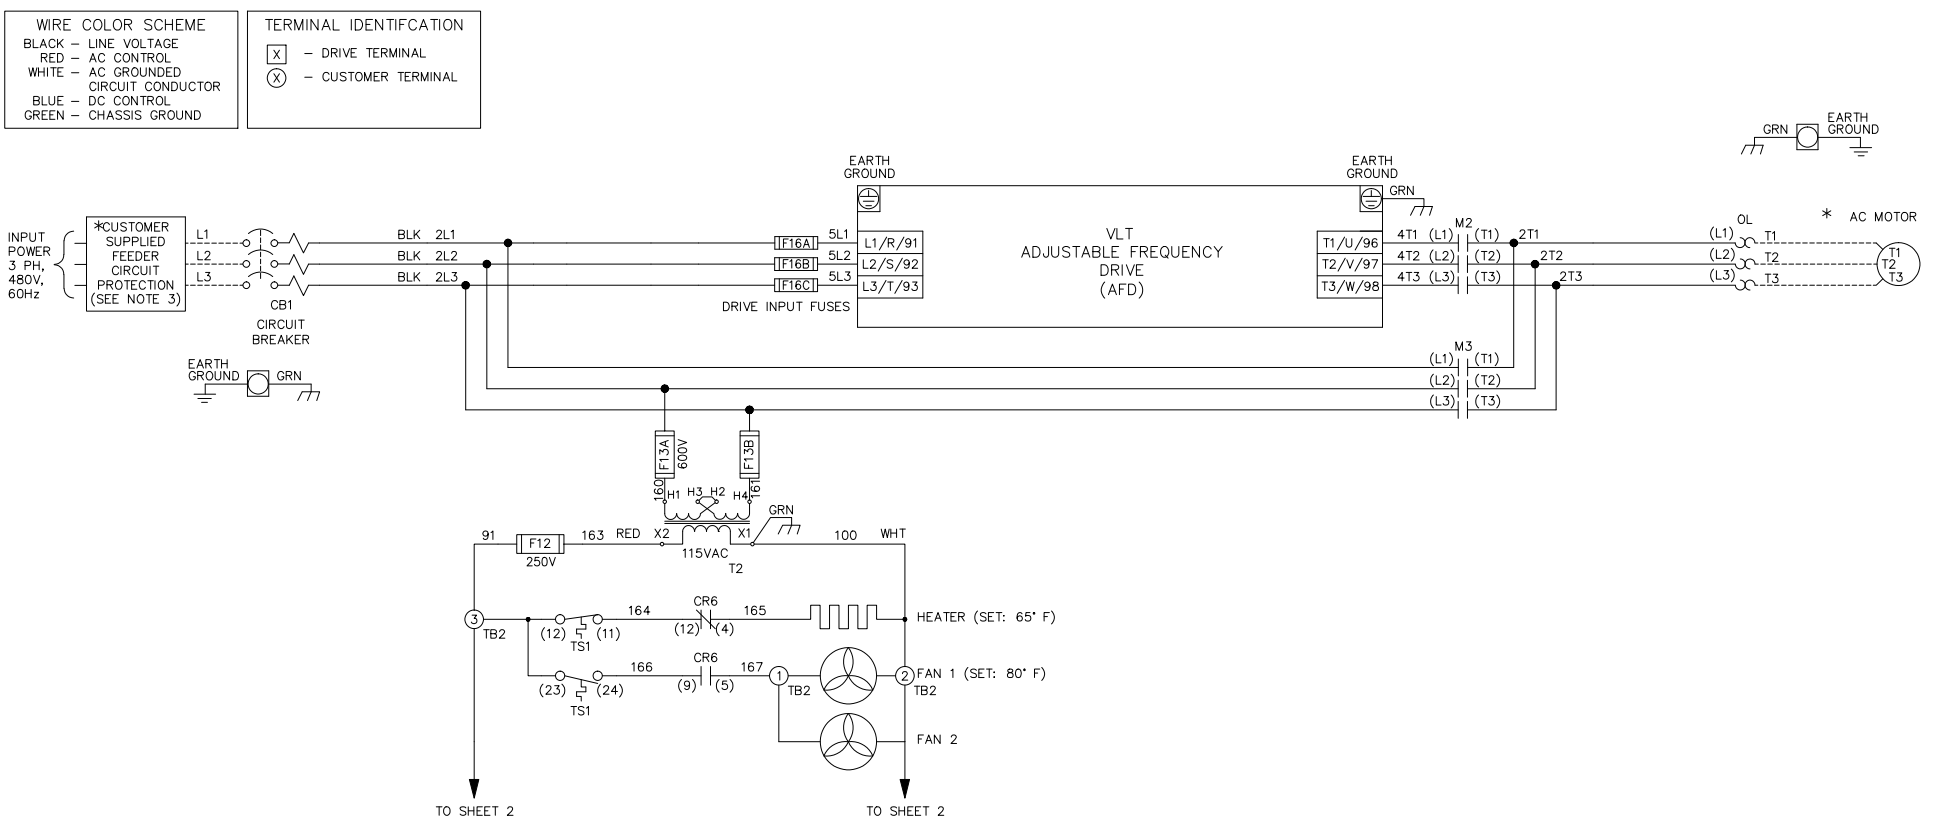 WIRE COLOR SCHEME
BLACK – LINE VOLTAGE
RED – AC CONTROL
WHITE – AC GROUNDED
CIRCUIT CONDUCTOR
BLUE – DC CONTROL
GREEN – CHASSIS GROUND
TERMINAL IDENTIFCATION
X – DRIVE TERMINAL
X – CUSTOMER TERMINAL
GRN
EARTH
GROUND
EARTH
GROUND
EARTH
GROUND
GRN
INPUT
POWER
3 PH,
480V,
60Hz
*CUSTOMER
SUPPLIED
FEEDER
CIRCUIT
PROTECTION
(SEE NOTE 3)
L1
L2
L3
CB1
CIRCUIT
BREAKER
BLK 2L1
BLK 2L2
BLK 2L3
F16A
F16B
F16C
5L1
5L2
5L3
DRIVE INPUT FUSES
L1/R/91
L2/S/92
L3/T/93
VLT
ADJUSTABLE FREQUENCY
DRIVE
(AFD)
T1/U/96
T2/V/97
T3/W/98
M2
4T1 (L1) (T1) 2T1
4T2 (L2) (T2) 2T2
4T3 (L3) (T3) 2T3
OL
(L1) T1
(L2) T2
(L3) T3
* AC MOTOR
T1
T2
T3
M3
(L1) (T1)
(L2) (T2)
(L3) (T3)
EARTH
GROUND
GRN
F13A
600V
F13B
160
161
H1 H3 H2 H4
GRN
91
F12
250V
163 RED X2
X1
100 WHT
115VAC
T2
3
TB2
(12) (11)
TS1
164
CR6
(12) (4)
165
HEATER (SET: 65° F)
(23) (24)
TS1
166
CR6
(9) (5)
167
1
TB2
2
TB2
FAN 1 (SET: 80° F)
FAN 2
TO SHEET 2
TO SHEET 2